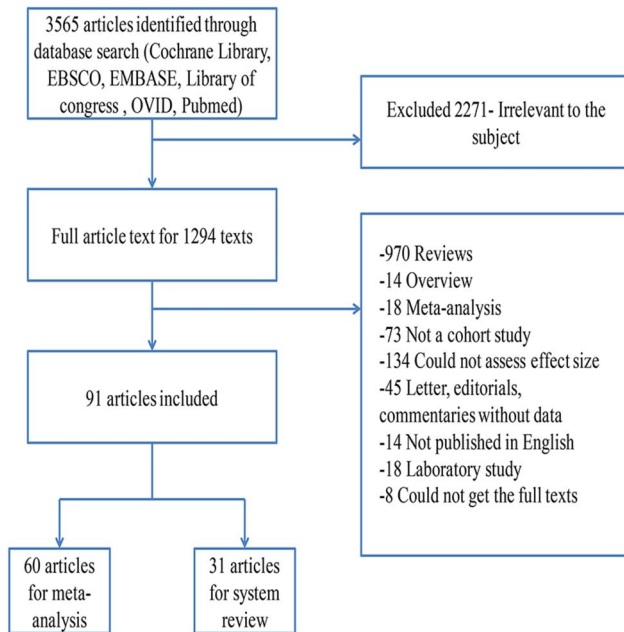 3565 articles identified through
database search (Cochrane Library,
EBSCO, EMBASE, Library of
congress , OVID, Pubmed)
Excluded 2271- Irrelevant to the
subject
Full article text for 1294 texts
-970 Reviews
-14 Overview
-18 Meta-analysis
-73 Not a cohort study
-134 Could not assess effect size
-45 Letter, editorials,
commentaries without data
-14 Not published in English
-18 Laboratory study
-8 Could not get the full texts
91 articles included
60 articles
for meta-
analysis
31 articles
for system
review